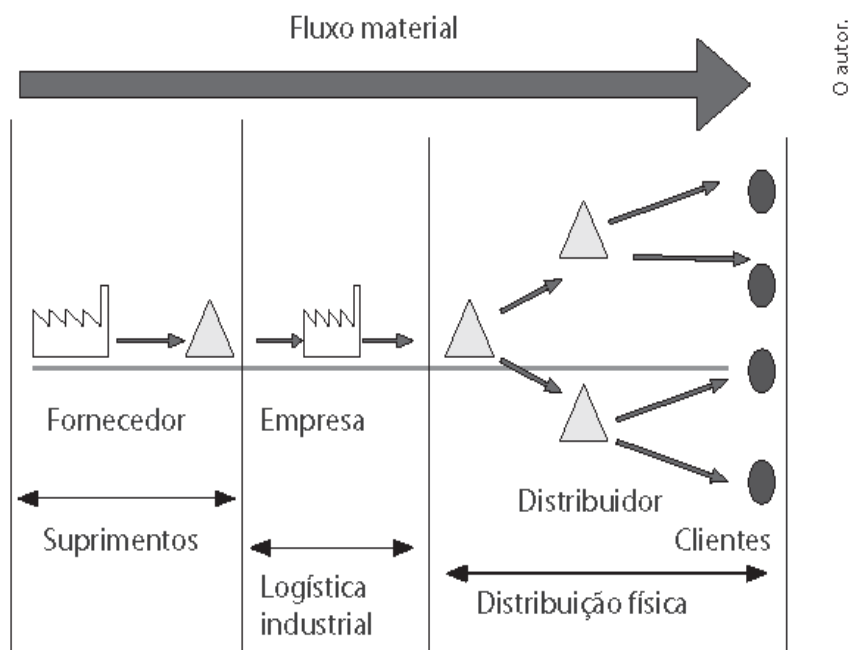 Fluxo material
O autor.
Fornecedor
Empresa
Distribuidor
Suprimentos
Clientes
Logística
industrial
Distribuição física